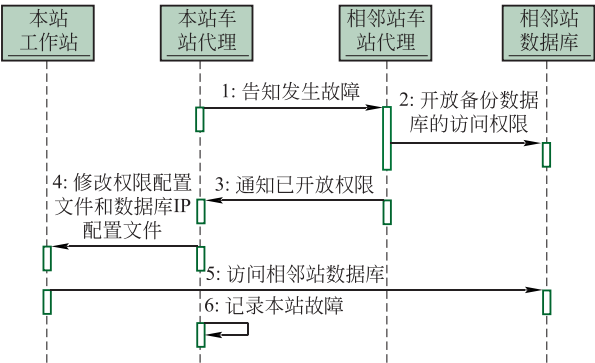 本站
工作站
本站车
站代理
相邻站车
站代理
相邻站
数据库
1: 告知发生故障
2: 开放备份数据
库的访问权限
3: 通知已开放权限
4: 修改权限配置
文件和数据库IP
配置文件
5: 访问相邻站数据库
6: 记录本站故障